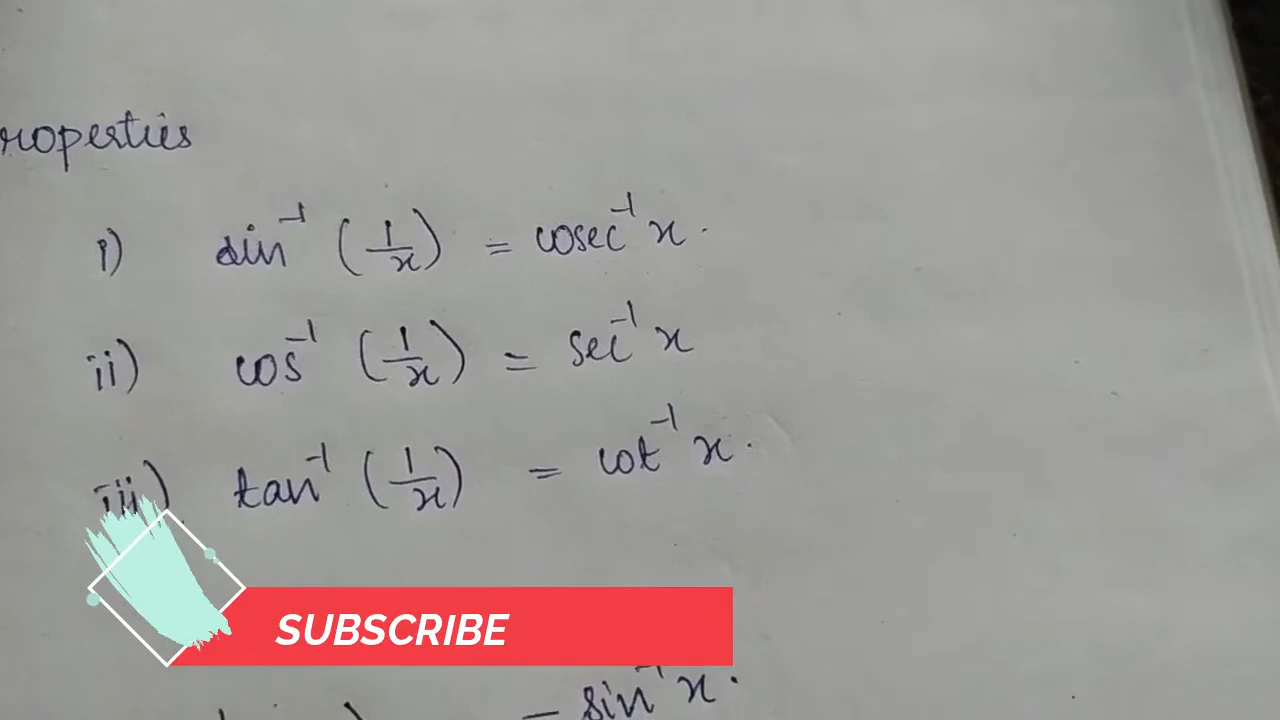 roperties
i) sin⁻¹ (1/x) = cosec⁻¹ x.
ii) cos⁻¹ (1/x) = sec⁻¹ x
iii) tan⁻¹ (1/x) = cot⁻¹ x.
SUBSCRIBE
sin⁻¹ x.